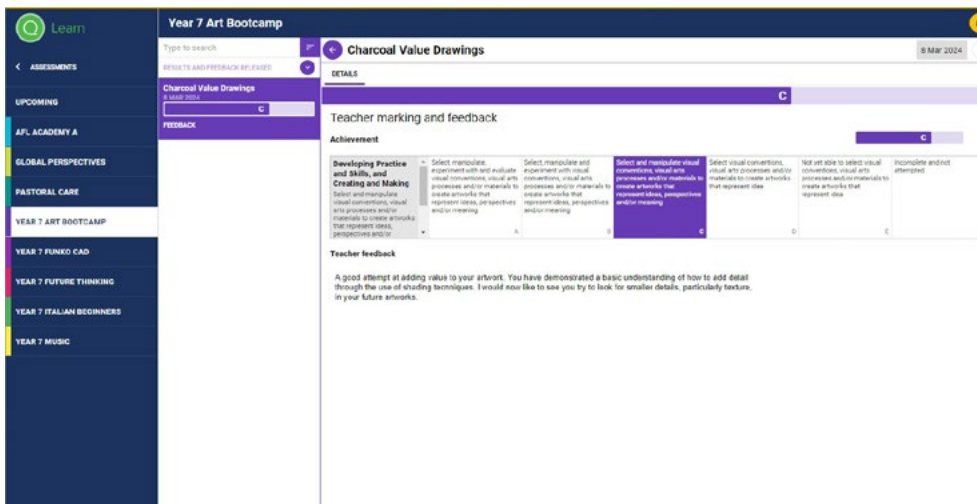 Learn
ASSESSMENTS
UPCOMING
AFL ACADEMY A
GLOBAL PERSPECTIVES
PASTORAL CARE
YEAR 7 ART BOOTCAMP
YEAR 7 FUNKO CAD
YEAR 7 FUTURE THINKING
YEAR 7 ITALIAN BEGINNERS
YEAR 7 MUSIC
Year 7 Art Bootcamp
Type to search
RESULTS AND FEEDBACK RELEASED
Charcoal Value Drawings
8 MAR 2024
C
FEEDBACK
Charcoal Value Drawings
8 Mar 2024
DETAILS
C
Teacher marking and feedback
Achievement
C
Developing Practice
and Skills, and
Creating and Making
Select and manipulate
visual conventions, visual
arts processes and/or
materials to create artworks
that represent ideas,
perspectives and/or
Select, manipulate,
experiment with and evaluate
visual conventions, visual arts
processes and/or materials to
create artworks that
represent ideas, perspectives
and/or meaning
A
Select, manipulate and
experiment with visual
conventions, visual arts
processes and/or materials to
create artworks that
represent ideas, perspectives
and/or meaning
B
Select and manipulate visual
conventions, visual arts
processes and/or materials to
create artworks that
represent ideas, perspectives
and/or meaning
C
Select visual conventions,
visual arts processes and/or
materials to create artworks
that represent idea
D
Not yet able to select visual
conventions, visual arts
processes and/or materials to
create artworks that
represent idea
E
Incomplete and not
attempted
Teacher feedback
A good attempt at adding value to your artwork. You have demonstrated a basic understanding of how to add detail
through the use of shading techniques. I would now like to see you try to look for smaller details, particularly texture,
in your future artworks.